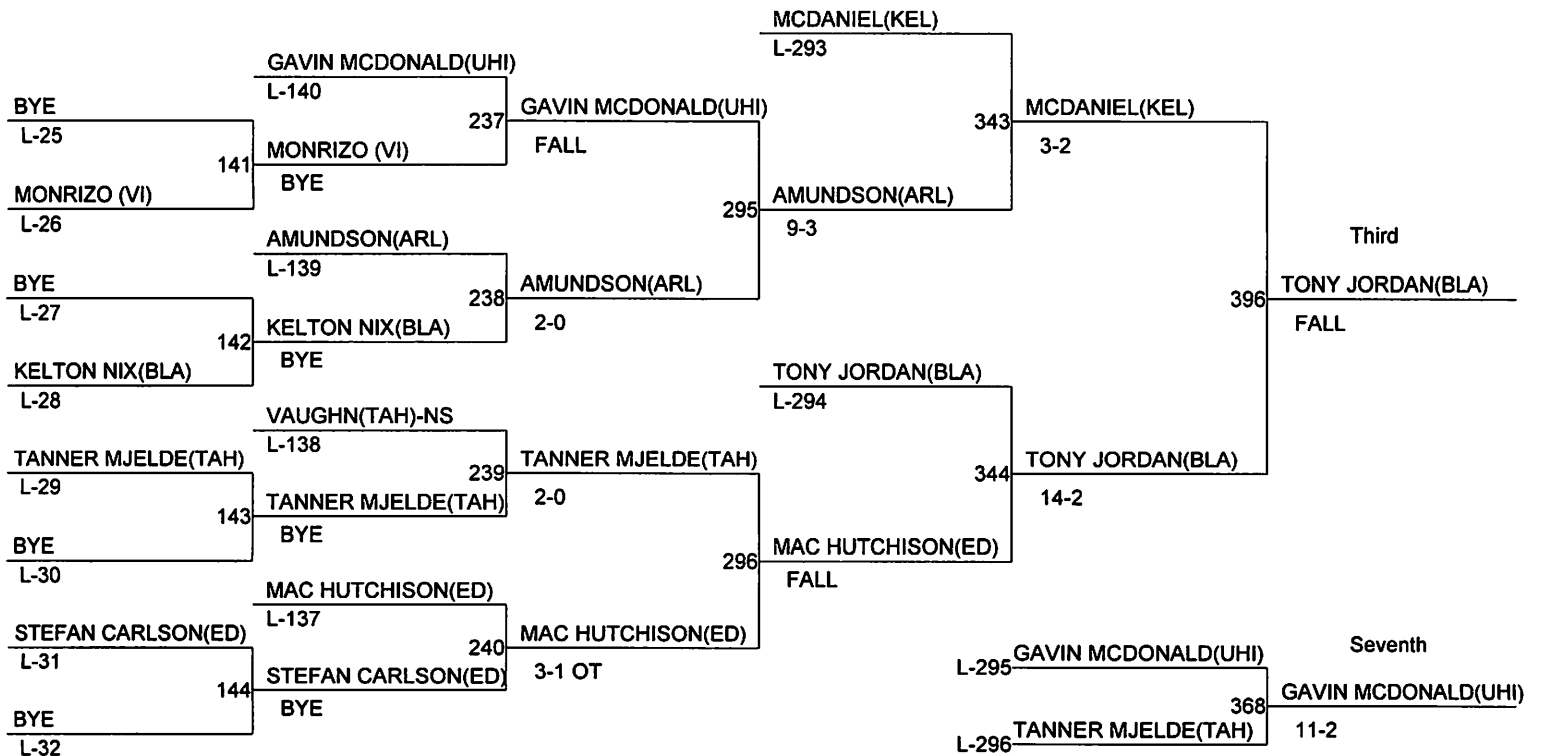 BYE
L-25
141
MONRIZO (VI)
L-26
BYE
L-27
142
KELTON NIX(BLA)
L-28
TANNER MJELDE(TAH)
L-29
143
BYE
L-30
STEFAN CARLSON(ED)
L-31
144
BYE
L-32
GAVIN MCDONALD(UHI)
L-140
237
MONRIZO (VI)
BYE
AMUNDSON(ARL)
L-139
238
KELTON NIX(BLA)
BYE
VAUGHN(TAH)-NS
L-138
239
TANNER MJELDE(TAH)
BYE
MAC HUTCHISON(ED)
L-137
240
STEFAN CARLSON(ED)
BYE
GAVIN MCDONALD(UHI)
FALL
295
AMUNDSON(ARL)
2-0
TANNER MJELDE(TAH)
2-0
296
MAC HUTCHISON(ED)
3-1 OT
MCDANIEL(KEL)
L-293
343
AMUNDSON(ARL)
9-3
TONY JORDAN(BLA)
L-294
344
MAC HUTCHISON(ED)
FALL
MCDANIEL(KEL)
3-2
396
TONY JORDAN(BLA)
14-2
Third
TONY JORDAN(BLA)
FALL
L-295 GAVIN MCDONALD(UHI)
368
L-296 TANNER MJELDE(TAH)
Seventh
GAVIN MCDONALD(UHI)
11-2